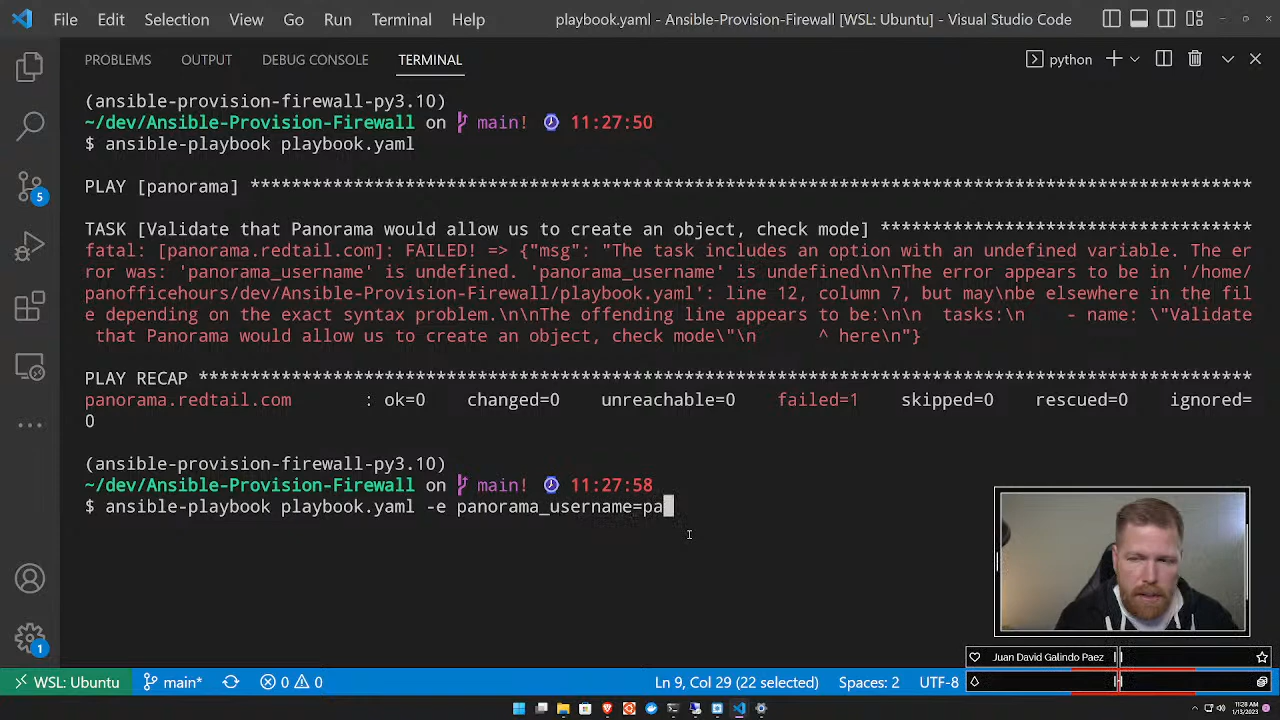 File Edit Selection View Go Run Terminal Help playbook.yaml - Ansible-Provision-Firewall [WSL: Ubuntu] - Visual Studio Code
PROBLEMS OUTPUT DEBUG CONSOLE TERMINAL python
(ansible-provision-firewall-py3.10)
~/dev/Ansible-Provision-Firewall on main! 11:27:50
$ ansible-playbook playbook.yaml
PLAY [panorama] *************************************************************************************************
TASK [Validate that Panorama would allow us to create an object, check mode] ************************************
fatal: [panorama.redtail.com]: FAILED! => {"msg": "The task includes an option with an undefined variable. The er
ror was: 'panorama_username' is undefined. 'panorama_username' is undefined\n\nThe error appears to be in '/home/
panofficehours/dev/Ansible-Provision-Firewall/playbook.yaml': line 12, column 7, but may\nbe elsewhere in the fil
e depending on the exact syntax problem.\n\nThe offending line appears to be:\n\n  tasks:\n    - name: \"Validate
 that Panorama would allow us to create an object, check mode\"\n      ^ here\n"}
PLAY RECAP ******************************************************************************************************
panorama.redtail.com : ok=0 changed=0 unreachable=0 failed=1 skipped=0 rescued=0 ignored=
0
(ansible-provision-firewall-py3.10)
~/dev/Ansible-Provision-Firewall on main! 11:27:58
$ ansible-playbook playbook.yaml -e panorama_username=pa
5
1
Juan David Galindo Paez
WSL: Ubuntu main* 0 0 Ln 9, Col 29 (22 selected) Spaces: 2 UTF-8
11:28 AM
1/13/2023